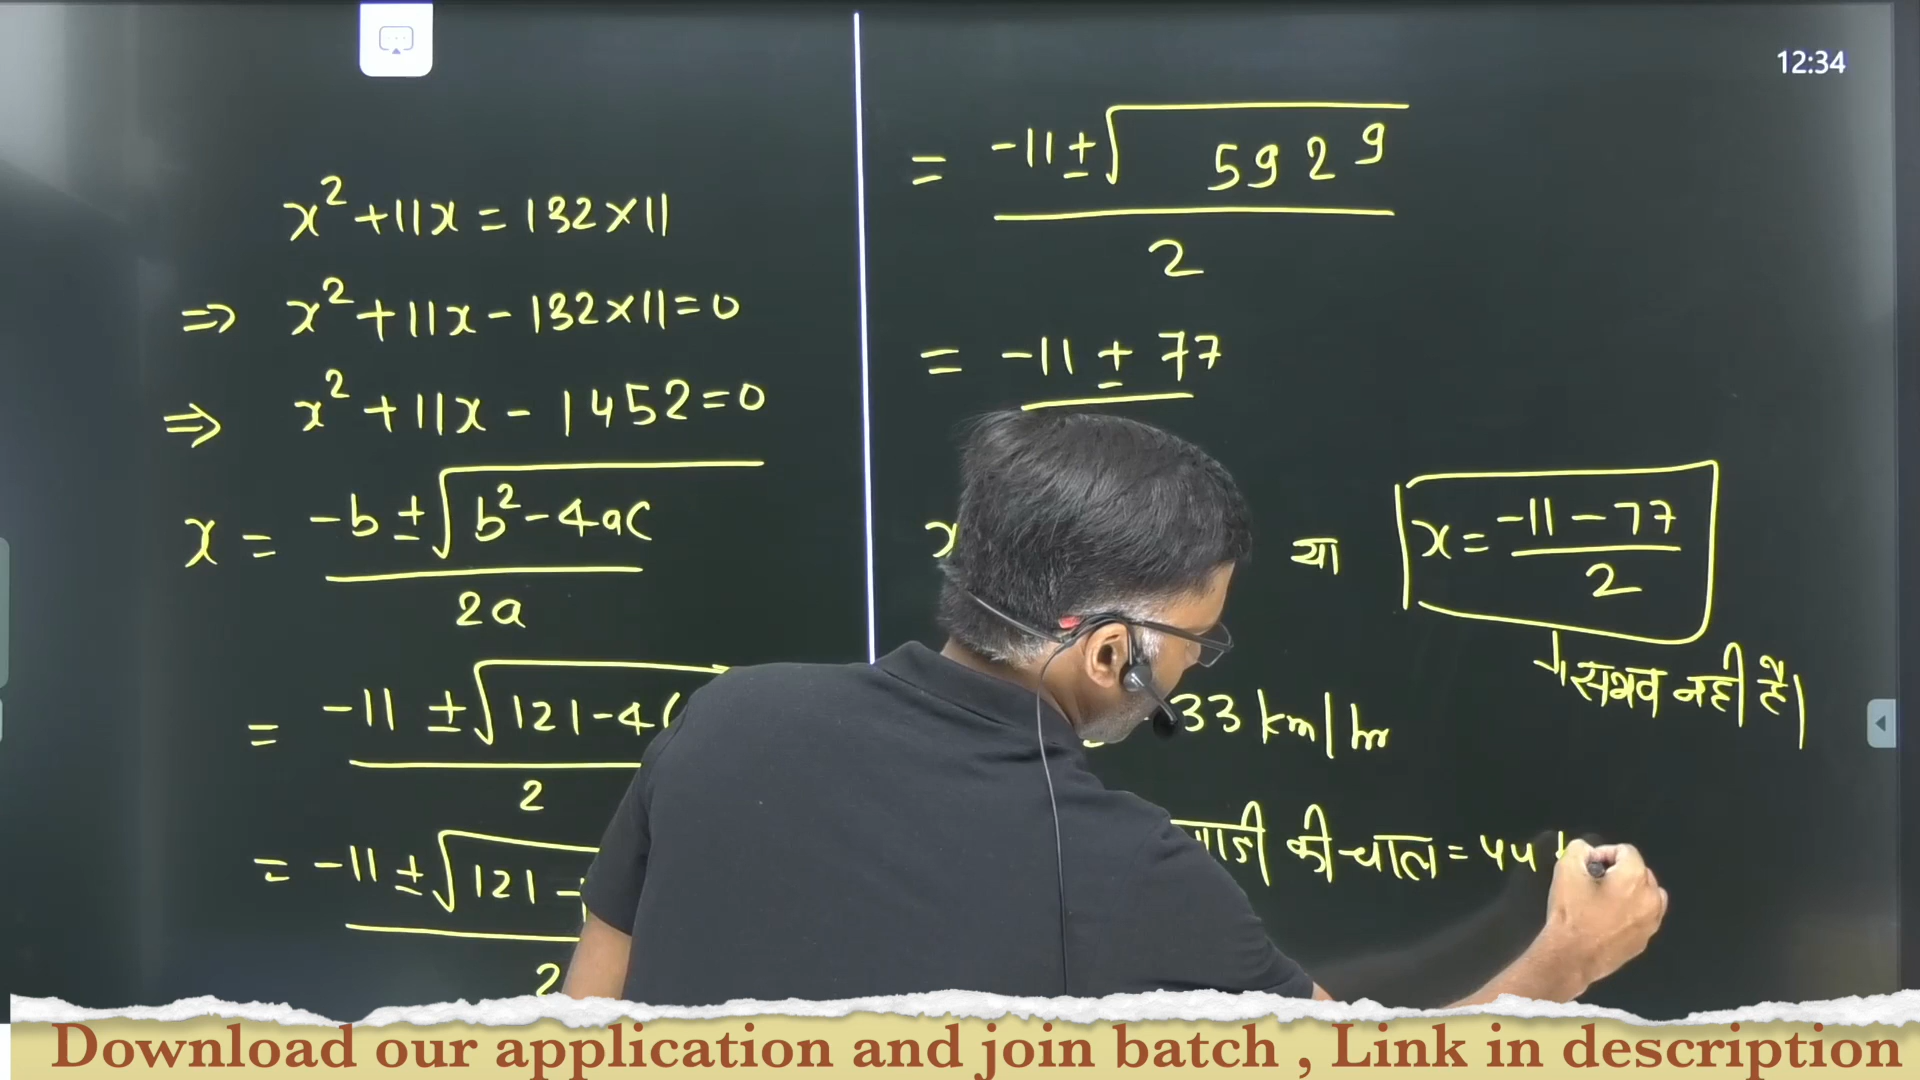 12:34
x² + 11x = 132 × 11
⇒ x² + 11x - 132 × 11 = 0
⇒ x² + 11x - 1452 = 0
x = -b ± √b² - 4ac
2a
= -11 ± √121 - 4(
2
= -11 ± √121 -
2
= -11 ± √5929
2
= -11 ± 77
x या x = -11 - 77
2
↓ सभव नही है।
33 km/hr
गाडी की चाल = 44
Download our application and join batch , Link in description